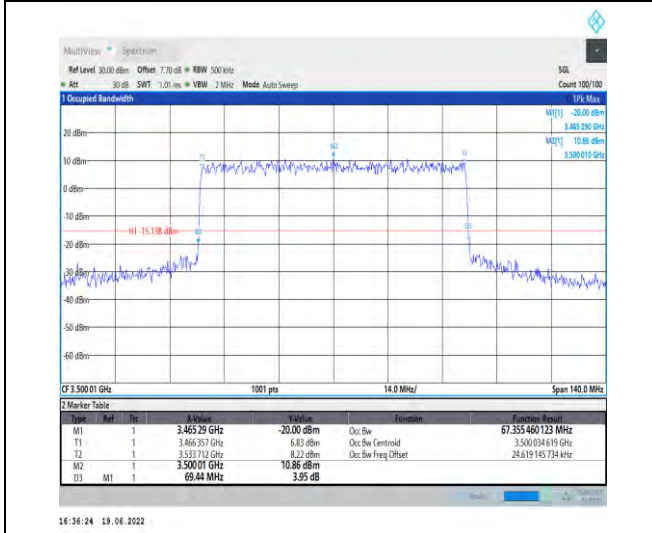 MultiView Spectrum
Ref Level 30.00 dBm Offset 7.70 dB RBW 500 kHz SGL
Att 30 dB SWT 1.01 ms VBW 2 MHz Mode Auto Sweep Count 100/100
1 Occupied Bandwidth 1Pk Max
M1[1] -20.00 dBm
3.465 290 GHz
M2[1] 10.86 dBm
3.500 010 GHz
20 dBm
M2
T1
10 dBm
0 dBm
-10 dBm
H1 -15.138 dBm
D3
-20 dBm
-30 dBm
-40 dBm
-50 dBm
-60 dBm
CF 3.500 01 GHz 1001 pts 14.0 MHz/ Span 140.0 MHz
2 Marker Table
Type Ref Trc X-Value Y-Value Function Function Result
M1 1 3.465 29 GHz -20.00 dBm Occ Bw 67.355 460 123 MHz
T1 1 3.466 357 GHz 6.83 dBm Occ Bw Centroid 3.500 034 619 GHz
T2 1 3.533 712 GHz 8.22 dBm Occ Bw Freq Offset 24.619 145 734 kHz
M2 1 3.500 01 GHz 10.86 dBm
D3 M1 1 69.44 MHz 3.95 dB
16:36:24 19.06.2022